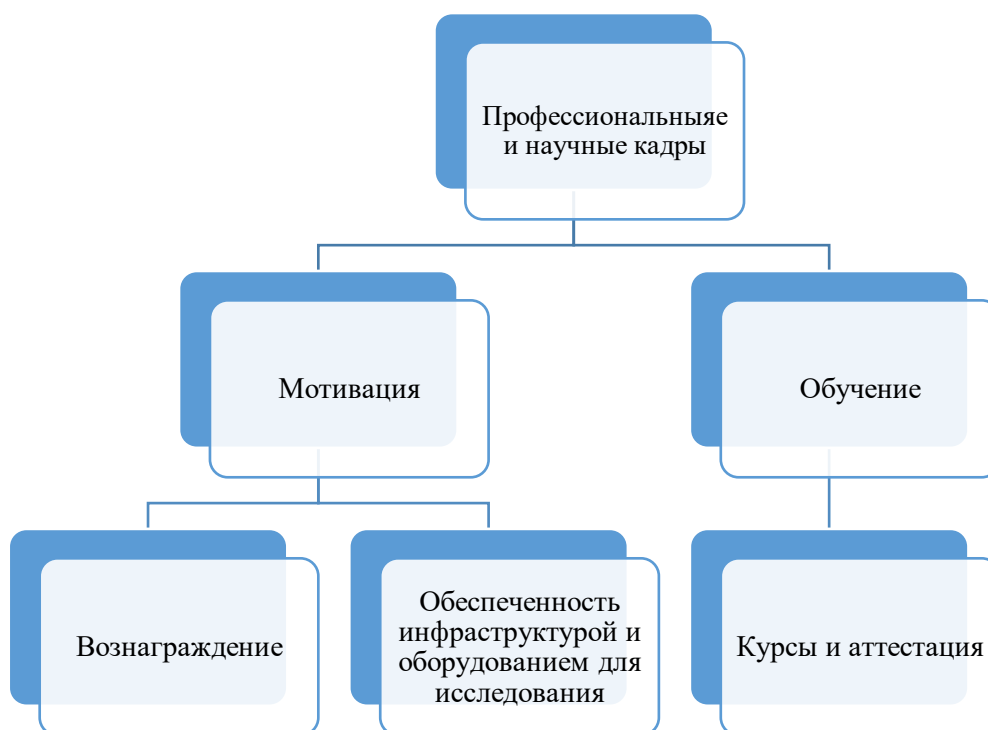 Профессиональныяе
и научные кадры
Мотивация
Обучение
Вознаграждение
Обеспеченность
инфраструктурой и
оборудованием для
исследования
Курсы и аттестация